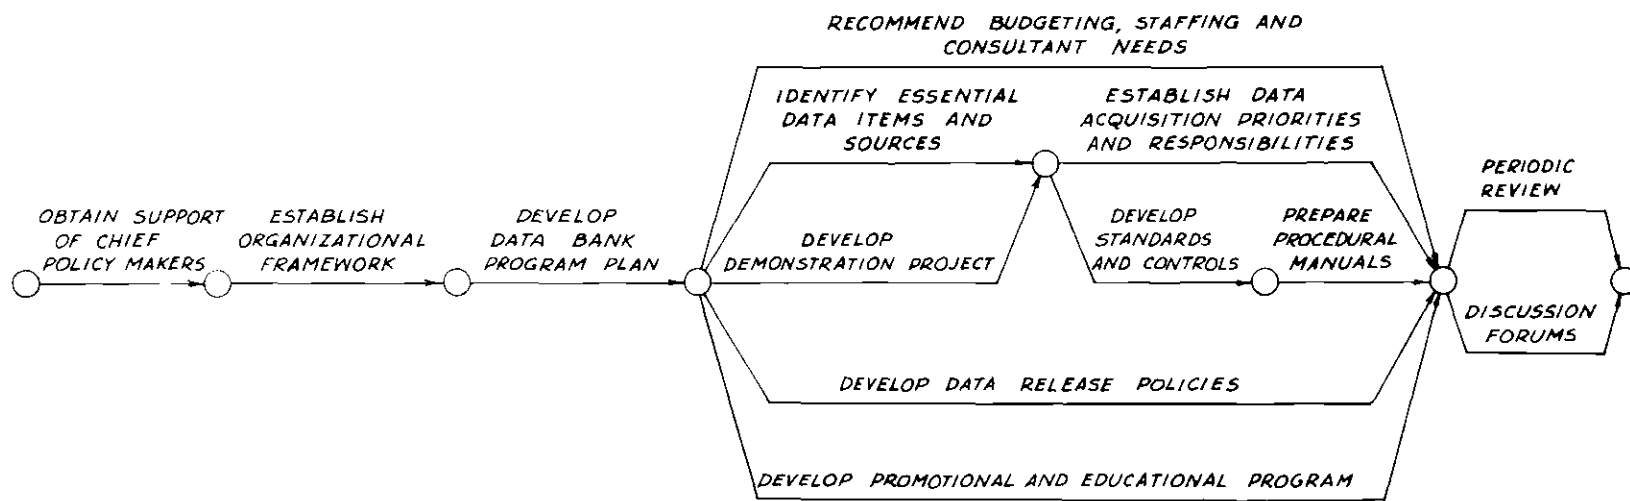 RECOMMEND BUDGETING, STAFFING AND
CONSULTANT NEEDS
IDENTIFY ESSENTIAL
DATA ITEMS AND
SOURCES
ESTABLISH DATA
ACQUISITION PRIORITIES
AND RESPONSIBILITIES
OBTAIN SUPPORT
OF CHIEF
POLICY MAKERS
ESTABLISH
ORGANIZATIONAL
FRAMEWORK
DEVELOP
DATA BANK
PROGRAM PLAN
DEVELOP
DEMONSTRATION PROJECT
DEVELOP
STANDARDS
AND CONTROLS
PREPARE
PROCEDURAL
MANUALS
PERIODIC
REVIEW
DISCUSSION
FORUMS
DEVELOP DATA RELEASE POLICIES
DEVELOP PROMOTIONAL AND EDUCATIONAL PROGRAM